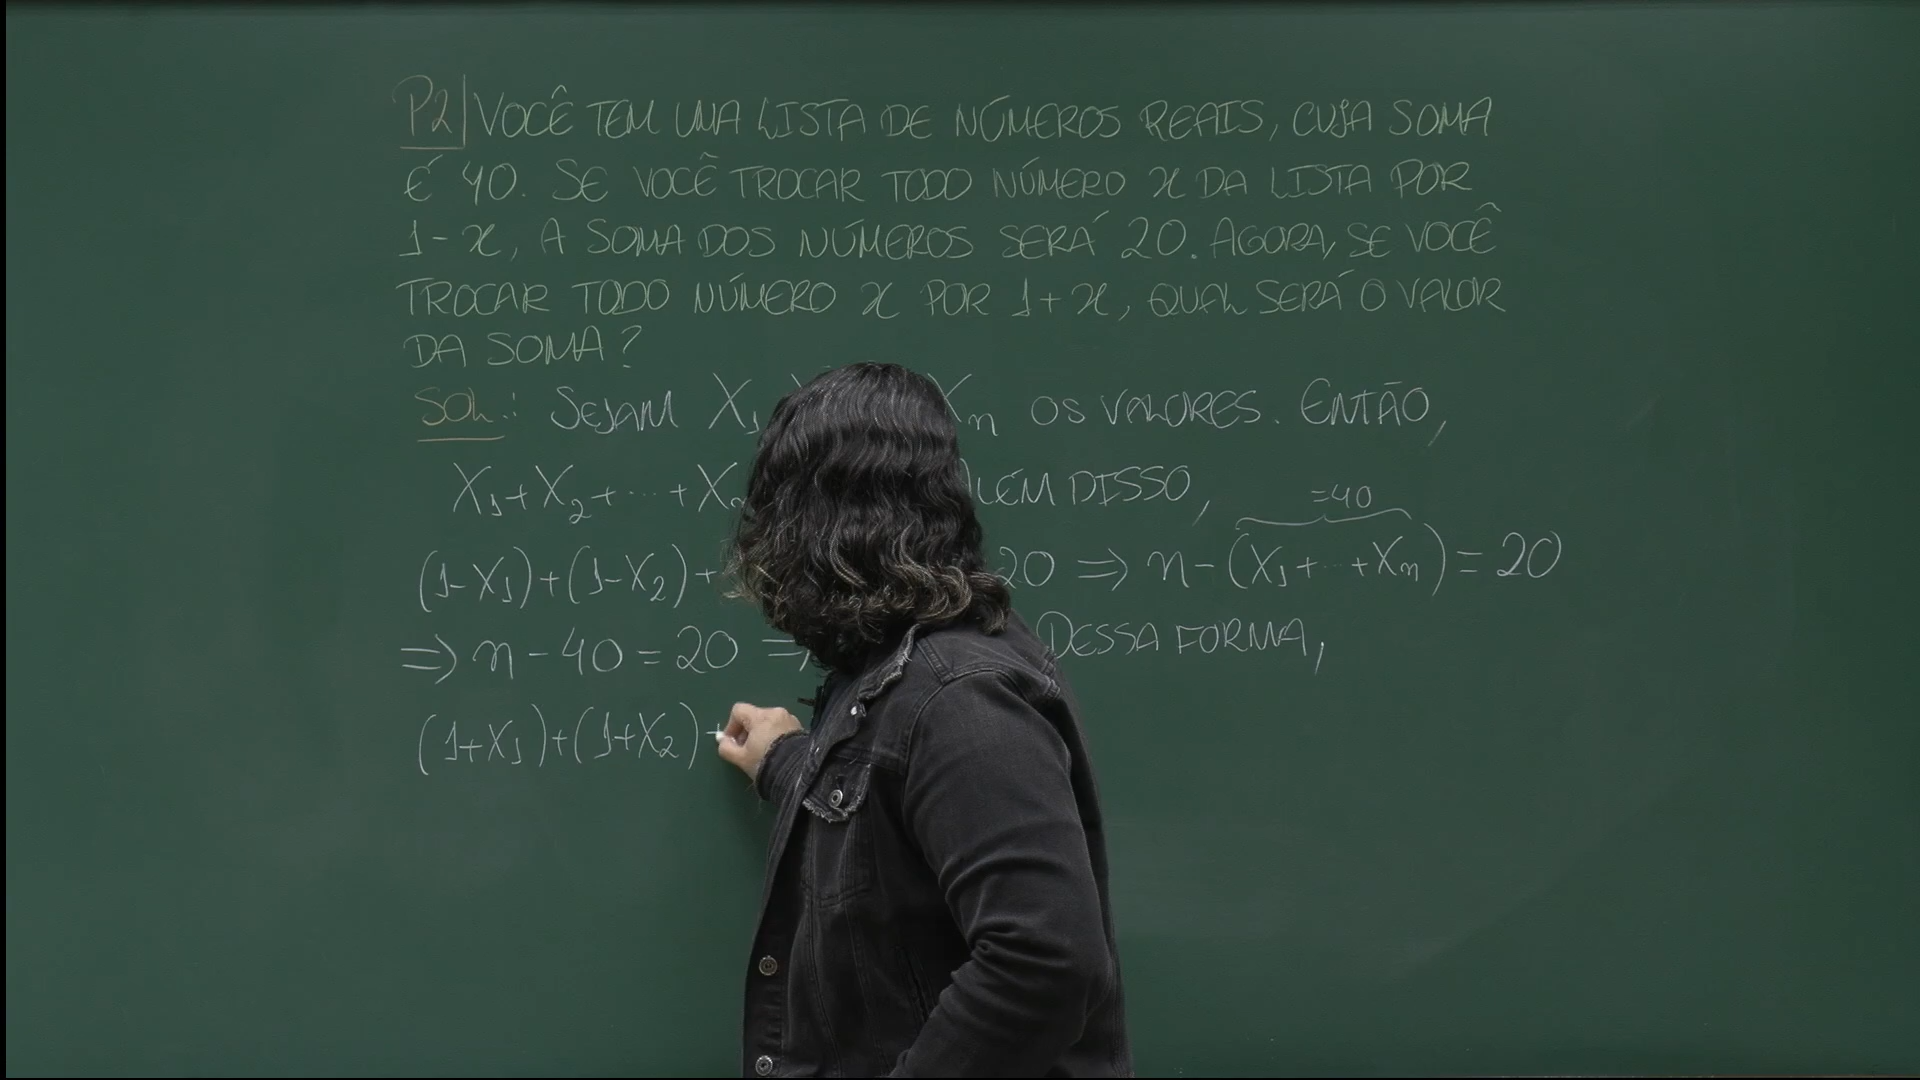 P2| VOCÊ TEM UMA LISTA DE NÚMEROS REAIS, CUJA SOMA
É 40. SE VOCÊ TROCAR TODO NÚMERO x DA LISTA POR
1-x, A SOMA DOS NÚMEROS SERÁ 20. AGORA, SE VOCÊ
TROCAR TODO NÚMERO x POR 1+x, QUAL SERÁ O VALOR
DA SOMA?
SOL.: SEJAM X₁ Xₙ OS VALORES. ENTÃO,
X₁+X₂+⋯+Xₙ ALÉM DISSO, =40
(1-X₁)+(1-X₂)+ 20 ⇒ n-(X₁+⋯+Xₙ)=20
⇒ n-40=20 ⇒ DESSA FORMA,
(1+X₁)+(1+X₂)+